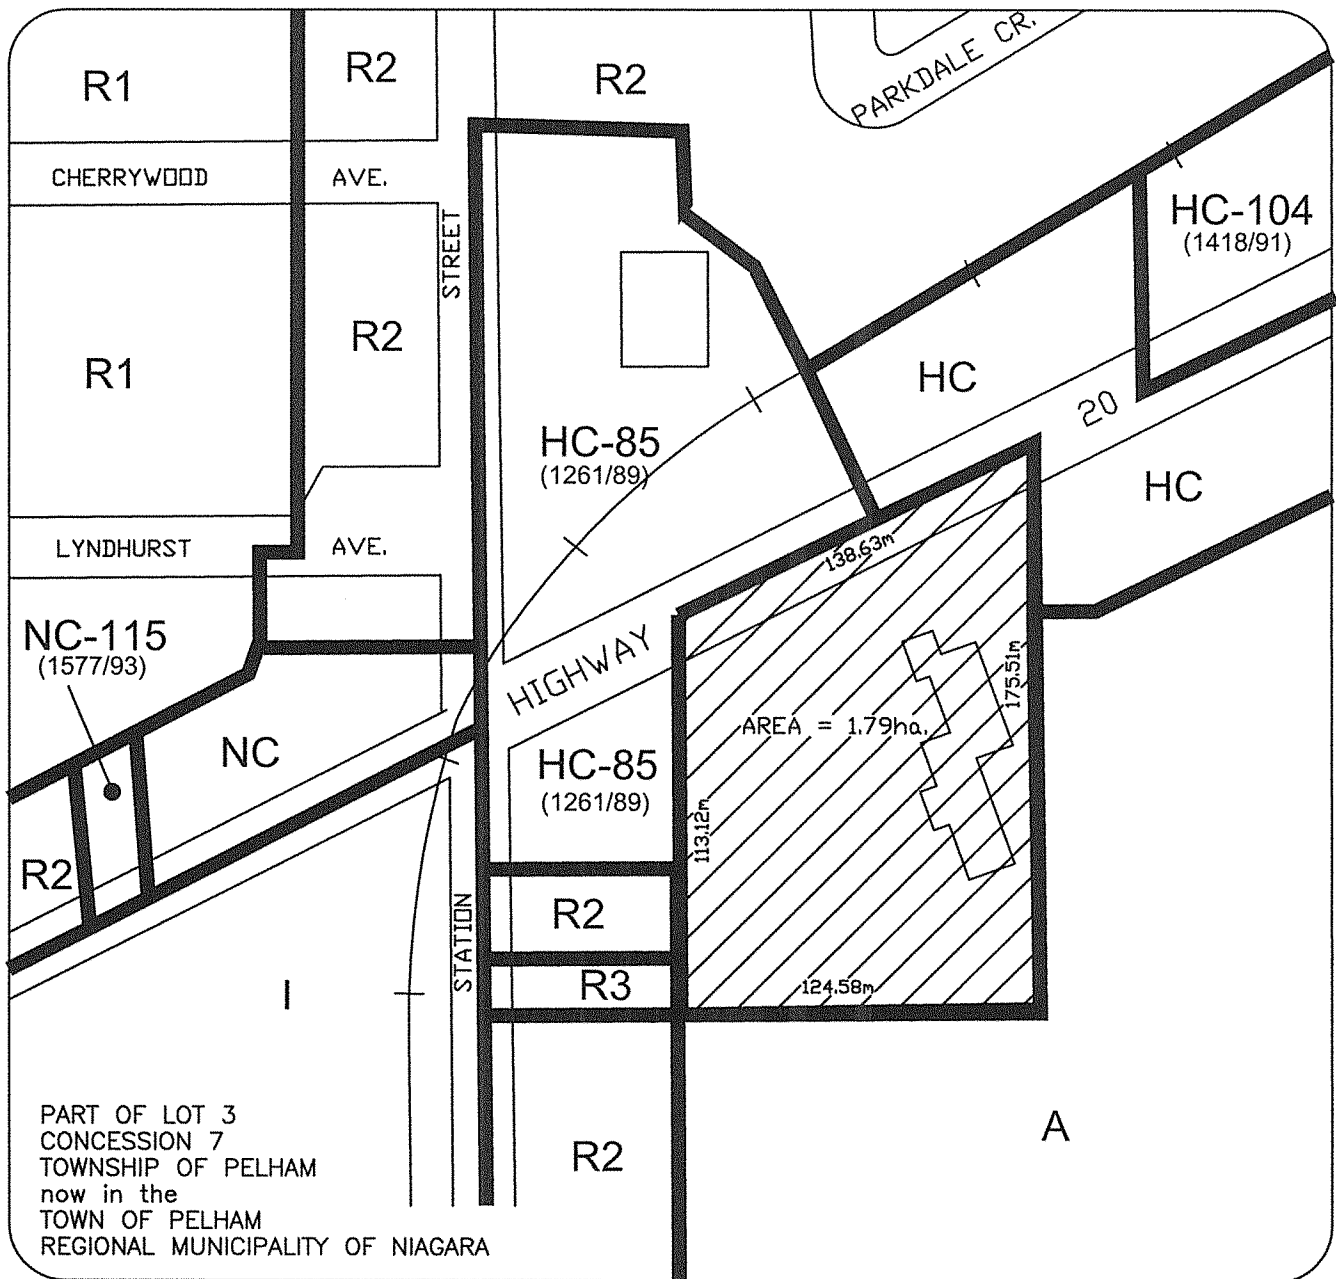 R1
R2
R2
PARKDALE CR.
CHERRYWOOD AVE.
STREET
HC-104
(1418/91)
R1
R2
HC
20
HC-85
(1261/89)
HC
LYNDHURST AVE.
138.63m
NC-115
(1577/93)
HIGHWAY
175.51m
NC
AREA = 1.79ha.
HC-85
(1261/89)
113.12m
R2
R2
STATION
I
R3
124.58m
PART OF LOT 3
CONCESSION 7
TOWNSHIP OF PELHAM
now in the
TOWN OF PELHAM
REGIONAL MUNICIPALITY OF NIAGARA
R2
A